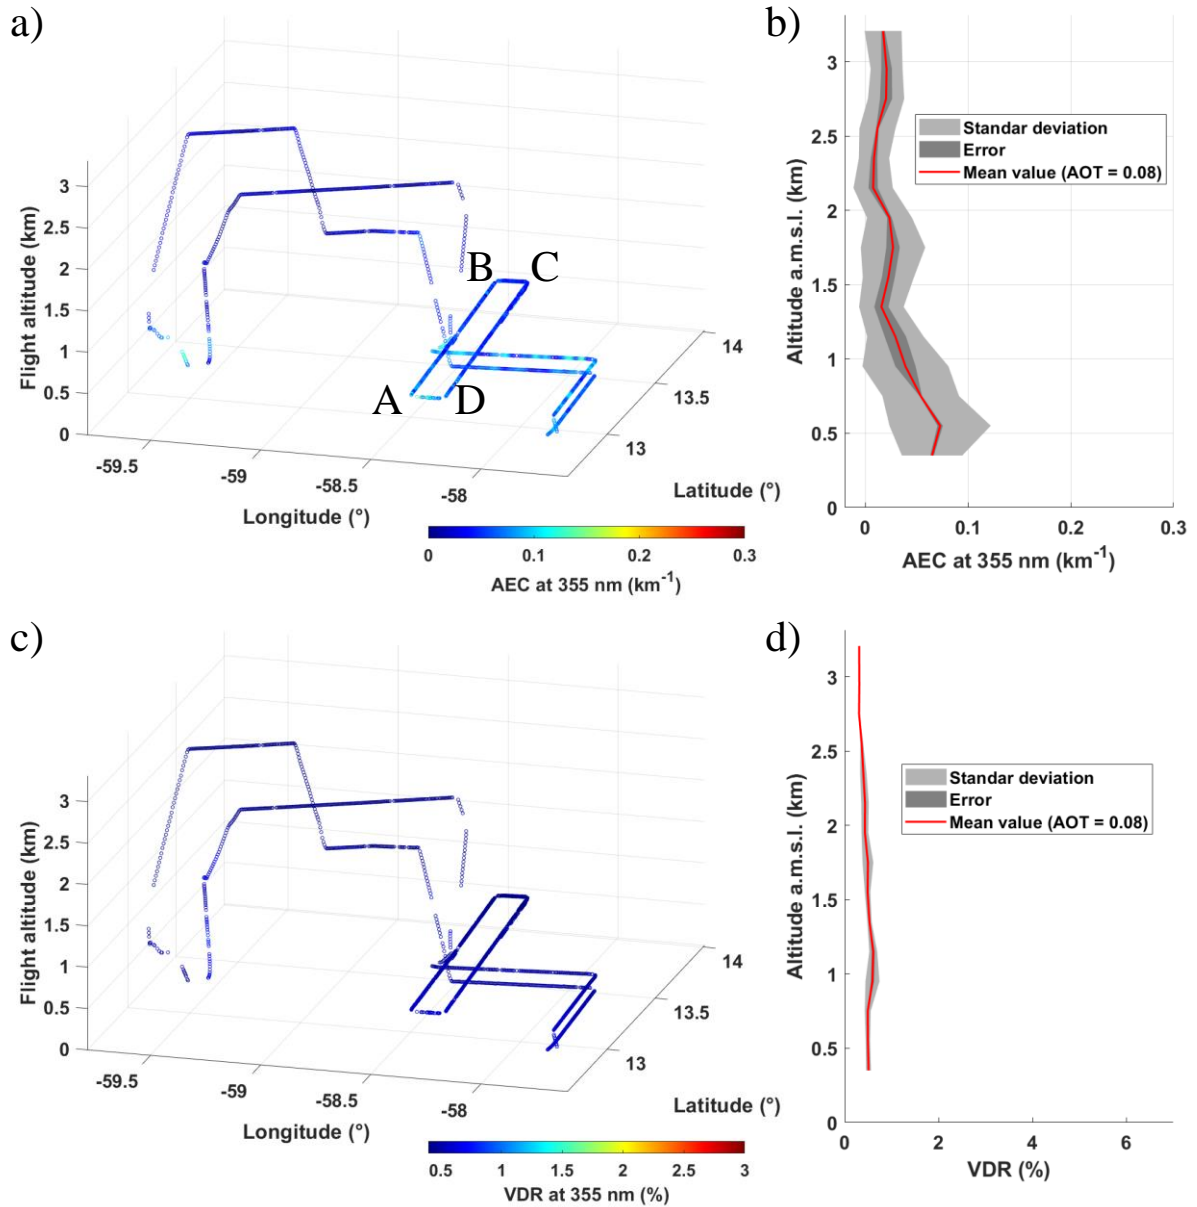 a)
3
2.5
2
1.5
1
0.5
0
Flight altitude (km)
B C
A D
-59.5
-59
-58.5
-58
Longitude (°)
14
13.5
13
Latitude (°)
0 0.1 0.2 0.3
AEC at 355 nm (km-1)
b)
3
2.5
2
1.5
1
0.5
0
Altitude a.m.s.l. (km)
Standar deviation
Error
Mean value (AOT = 0.08)
0 0.1 0.2 0.3
AEC at 355 nm (km-1)
c)
3
2.5
2
1.5
1
0.5
0
Flight altitude (km)
-59.5
-59
-58.5
-58
Longitude (°)
14
13.5
13
Latitude (°)
0.5 1 1.5 2 2.5 3
VDR at 355 nm (%)
d)
3
2.5
2
1.5
1
0.5
0
Altitude a.m.s.l. (km)
Standar deviation
Error
Mean value (AOT = 0.08)
0 2 4 6
VDR (%)